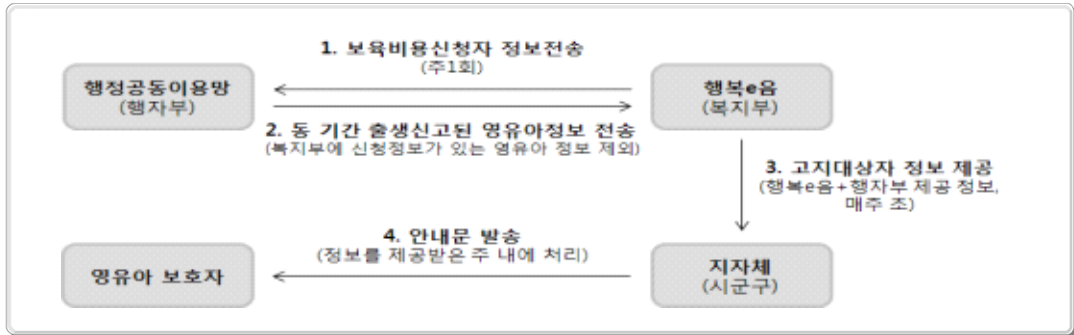 1. 보육비용신청자 정보전송
(주1회)
행정공동이용망
(행자부)
행복e음
(복지부)
2. 동 기간 출생신고된 영유아정보 전송
(복지부에 신청정보가 있는 영유아 정보 제외)
3. 고지대상자 정보 제공
(행복e음+행자부 제공 정보,
매주 초)
4. 안내문 발송
(정보를 제공받은 주 내에 처리)
영유아 보호자
지자체
(시군구)